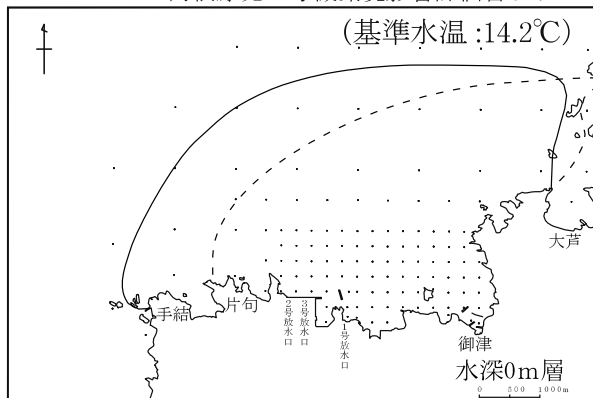 (基準水温:14.2℃)
大芦
手結
片句
2号放水口
3号放水口
1号放水口
御津
水深0m層
0 500 1000m